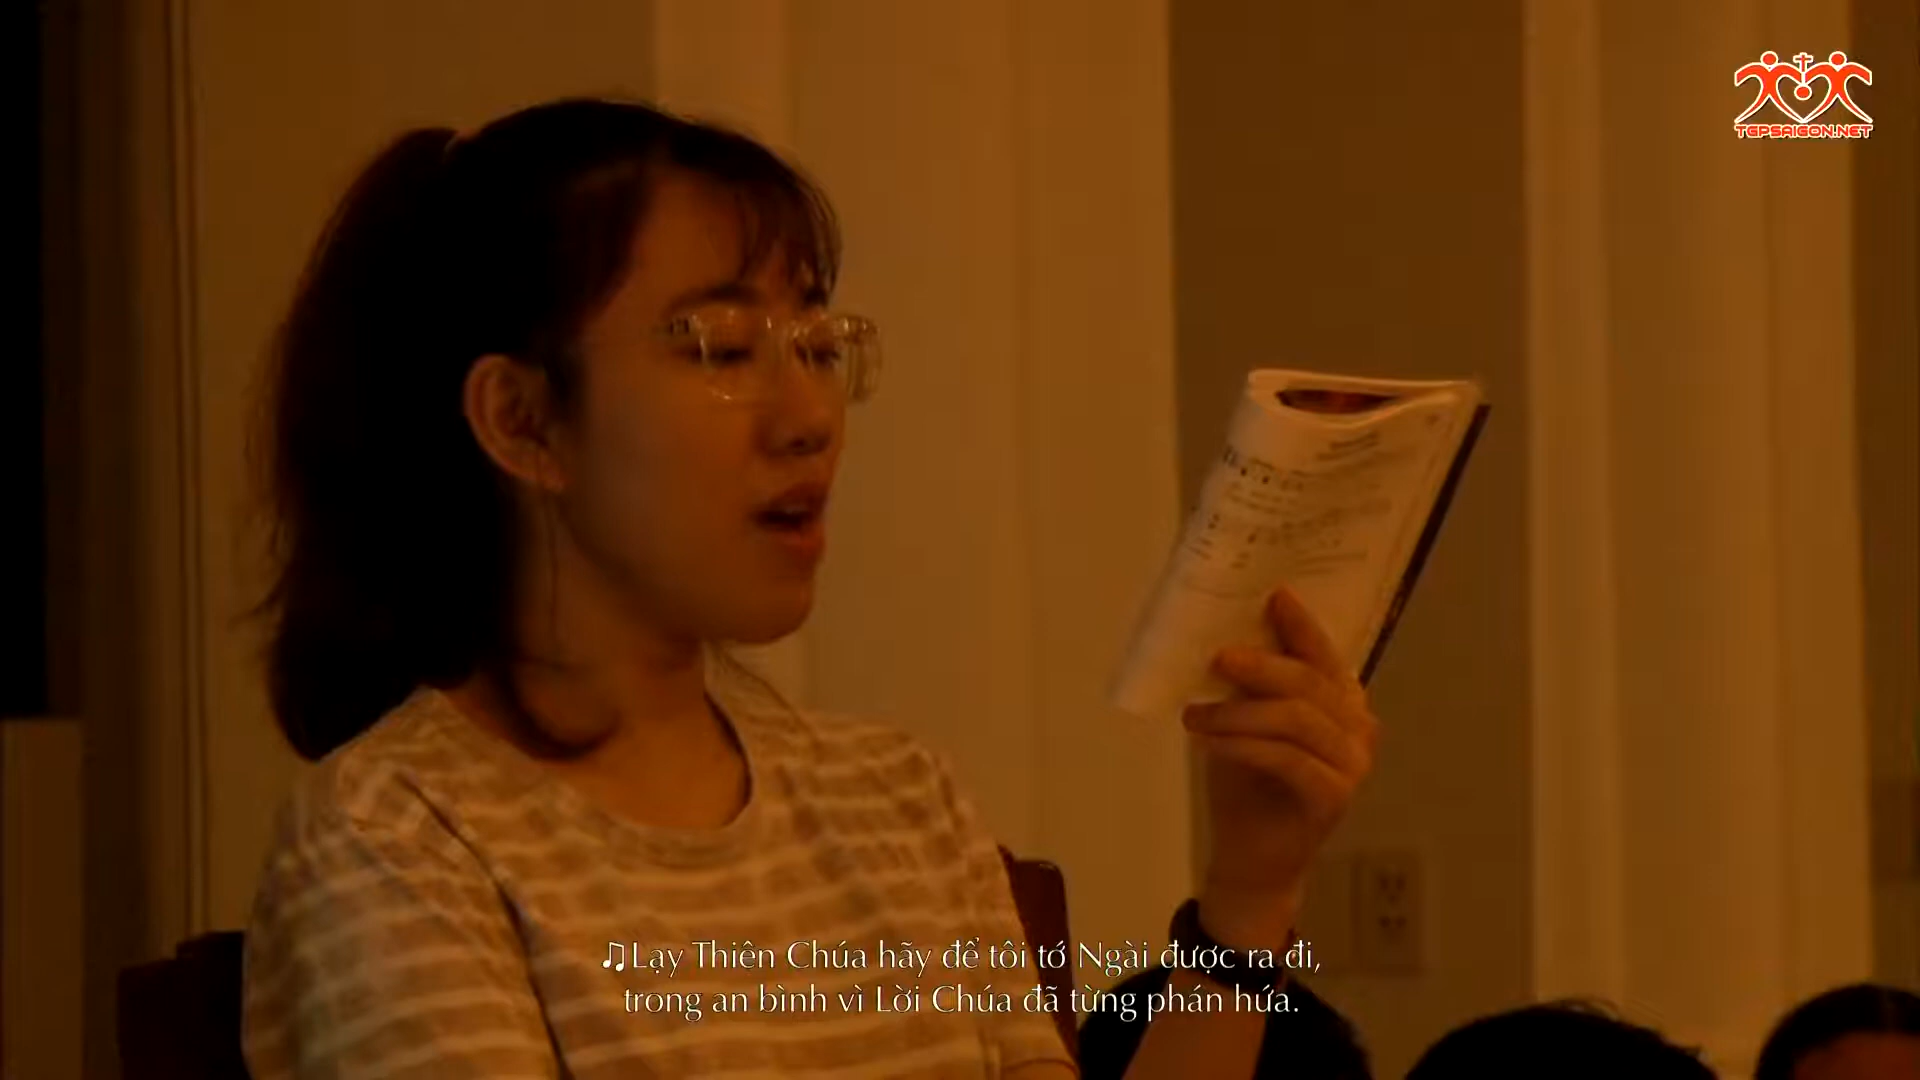 TGPSAIGON.NET
♫Lạy Thiên Chúa hãy để tôi tớ Ngài được ra đi,
trong an bình vì Lời Chúa đã từng phán hứa.